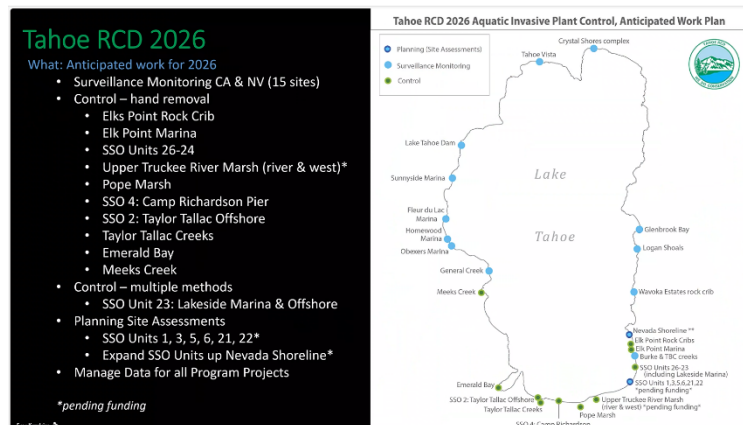 Tahoe RCD 2026
What: Anticipated work for 2026
• Surveillance Monitoring CA & NV (15 sites)
• Control – hand removal
• Elks Point Rock Crib
• Elk Point Marina
• SSO Units 26-24
• Upper Truckee River Marsh (river & west)*
• Pope Marsh
• SSO 4: Camp Richardson Pier
• SSO 2: Taylor Tallac Offshore
• Taylor Tallac Creeks
• Emerald Bay
• Meeks Creek
• Control – multiple methods
• SSO Unit 23: Lakeside Marina & Offshore
• Planning Site Assessments
• SSO Units 1, 3, 5, 6, 21, 22*
• Expand SSO Units up Nevada Shoreline*
• Manage Data for all Program Projects
*pending funding
Tahoe RCD 2026 Aquatic Invasive Plant Control, Anticipated Work Plan
Planning (Site Assessments)
Surveillance Monitoring
Control
Crystal Shores complex
Tahoe Vista
Lake Tahoe Dam
Sunnyside Marina
Lake
Fleur du Lac
Marina
Homewood
Marina
Obexers Marina
Tahoe
Glenbrook Bay
Logan Shoals
General Creek
Meeks Creek
Wavoka Estates rock crib
Nevada Shoreline **
Elk Point Rock Cribs
Elk Point Marina
Burke & TBC creeks
SSO Units 26-23
(including Lakeside Marina)
SSO Units 1,3,5,6,21,22
*pending funding*
Emerald Bay
SSO 2: Taylor Tallac Offshore
Taylor Tallac Creeks
SSO 4: Camp Richardson
Pope Marsh
Upper Truckee River Marsh
(river & west) *pending funding*